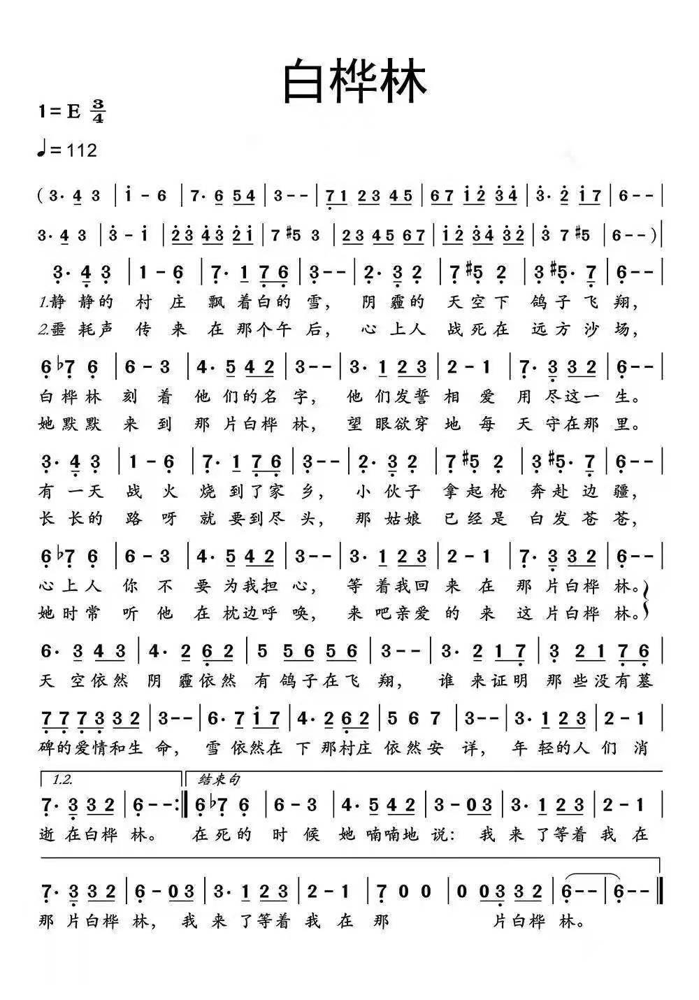 白桦林
1=E 3/4
♩=112
(3· 4 3 | i - 6 | 7· 6 5 4 | 3 - - | 7 1 2 3 4 5 | 6 7 i 2 3 4 | 3· 2 i 7 | 6 - - |
3· 4 3 | 3 - i | 2 3 4 3 2 i | 7 #5 3 | 2 3 4 5 6 7 | i 2 3 4 3 2 | 3 7 #5 | 6 - - )|
3· 4 3 | 1 - 6 | 7· 1 7 6 | 3 - - | 2· 3 2 | 7 #5 2 | 3 #5· 7 | 6 - - |
1.静静的村庄飘着白的雪，阴霾的天空下鸽子飞翔，
2.噩耗声传来在那个午后，心上人战死在远方沙场，
6 b7 6 | 6 - 3 | 4· 5 4 2 | 3 - - | 3· 1 2 3 | 2 - 1 | 7· 3 3 2 | 6 - - |
白桦林刻着他们的名字，他们发誓相爱用尽这一生。
她默默来到那片白桦林，望眼欲穿地每天守在那里。
3· 4 3 | 1 - 6 | 7· 1 7 6 | 3 - - | 2· 3 2 | 7 #5 2 | 3 #5· 7 | 6 - - |
有一天战火烧到了家乡，小伙子拿起枪奔赴边疆，
长长的路呀就要到尽头，那姑娘已经是白发苍苍，
6 b7 6 | 6 - 3 | 4· 5 4 2 | 3 - - | 3· 1 2 3 | 2 - 1 | 7· 3 3 2 | 6 - - |
心上人你不要为我担心，等着我回来在那片白桦林。
她时常听他在枕边呼唤，来吧亲爱的来这片白桦林。
6· 3 4 3 | 4· 2 6 2 | 5 5 6 5 6 | 3 - - | 3· 2 1 7 | 3 2 1 7 6 |
天空依然阴霾依然有鸽子在飞翔，谁来证明那些没有墓
7 7 7 3 3 2 | 3 - - | 6· 7 i 7 | 4· 2 6 2 | 5 6 7 | 3 - - | 3· 1 2 3 | 2 - 1 |
碑的爱情和生命，雪依然在下那村庄依然安详，年轻的人们消
1.2. 结束句
7· 3 3 2 | 6 - - :‖ 6 b7 6 | 6 - 3 | 4· 5 4 2 | 3 - 0 3 | 3· 1 2 3 | 2 - 1 |
逝在白桦林。在死的时候她喃喃地说：我来了等着我在
7· 3 3 2 | 6 - 0 3 | 3· 1 2 3 | 2 - 1 | 7 0 0 | 0 0 3 3 2 | 6 - - | 6 - - ‖
那片白桦林，我来了等着我在那片白桦林。